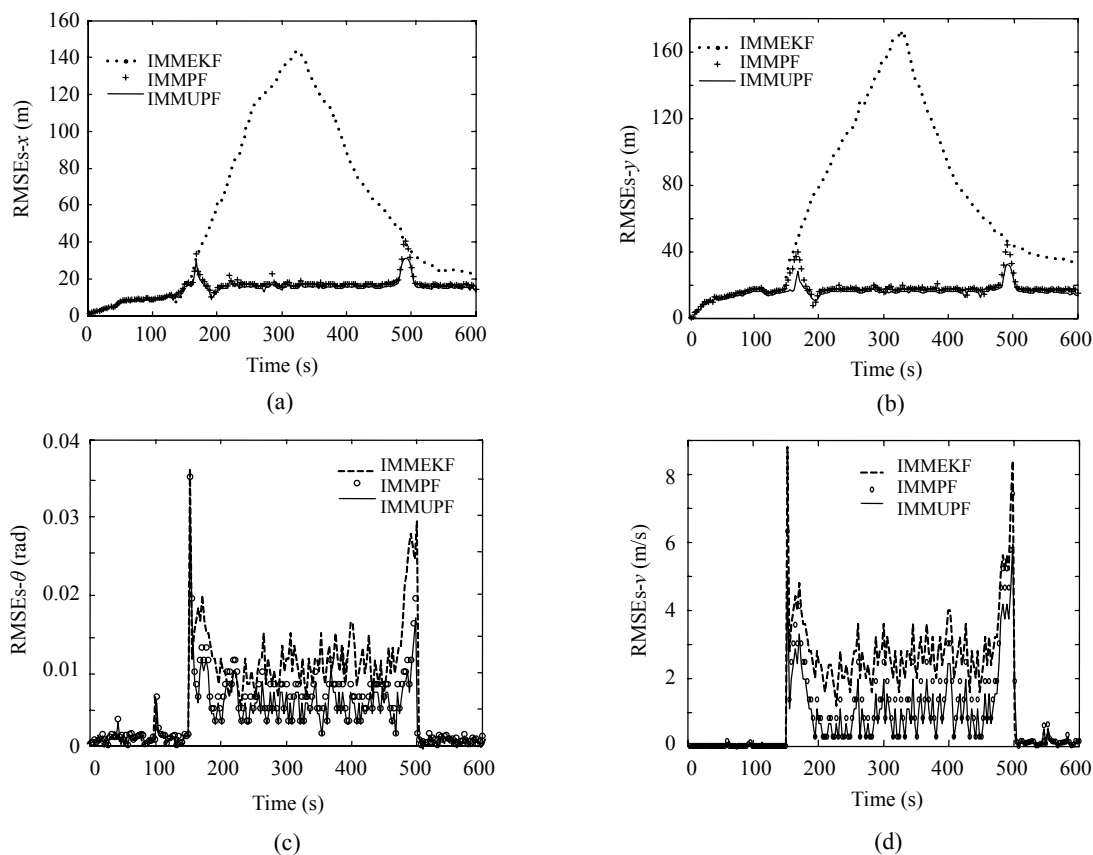 160
140
120
100
80
60
40
20
0
RMSEs-x (m)
IMMEKF
IMMPF
IMMUPF
0 100 200 300 400 500 600
Time (s)
(a)
160
120
80
40
0
RMSEs-y (m)
IMMEKF
IMMPF
IMMUPF
0 100 200 300 400 500 600
Time (s)
(b)
0.04
0.03
0.02
0.01
0
RMSEs-θ (rad)
IMMEKF
IMMPF
IMMUPF
0 100 200 300 400 500 600
Time (s)
(c)
8
6
4
2
0
RMSEs-v (m/s)
IMMEKF
IMMPF
IMMUPF
0 100 200 300 400 500 600
Time (s)
(d)